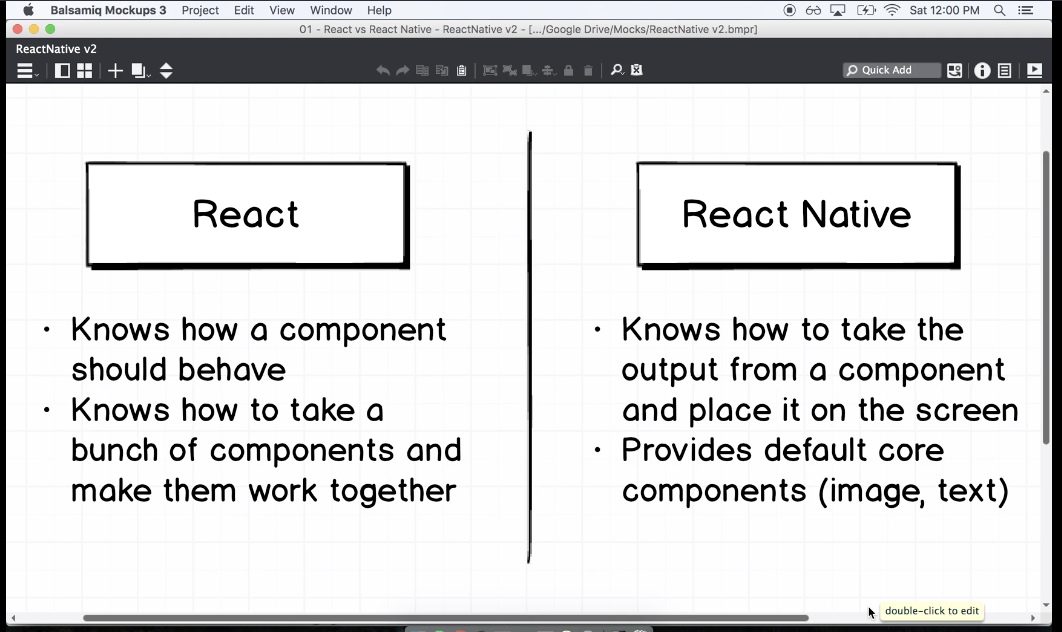 Balsamiq Mockups 3 Project Edit View Window Help Sat 12:00 PM
01 - React vs React Native - ReactNative v2 - [.../Google Drive/Mocks/ReactNative v2.bmpr]
ReactNative v2
Quick Add
React
• Knows how a component
should behave
• Knows how to take a
bunch of components and
make them work together
React Native
• Knows how to take the
output from a component
and place it on the screen
• Provides default core
components (image, text)
double-click to edit